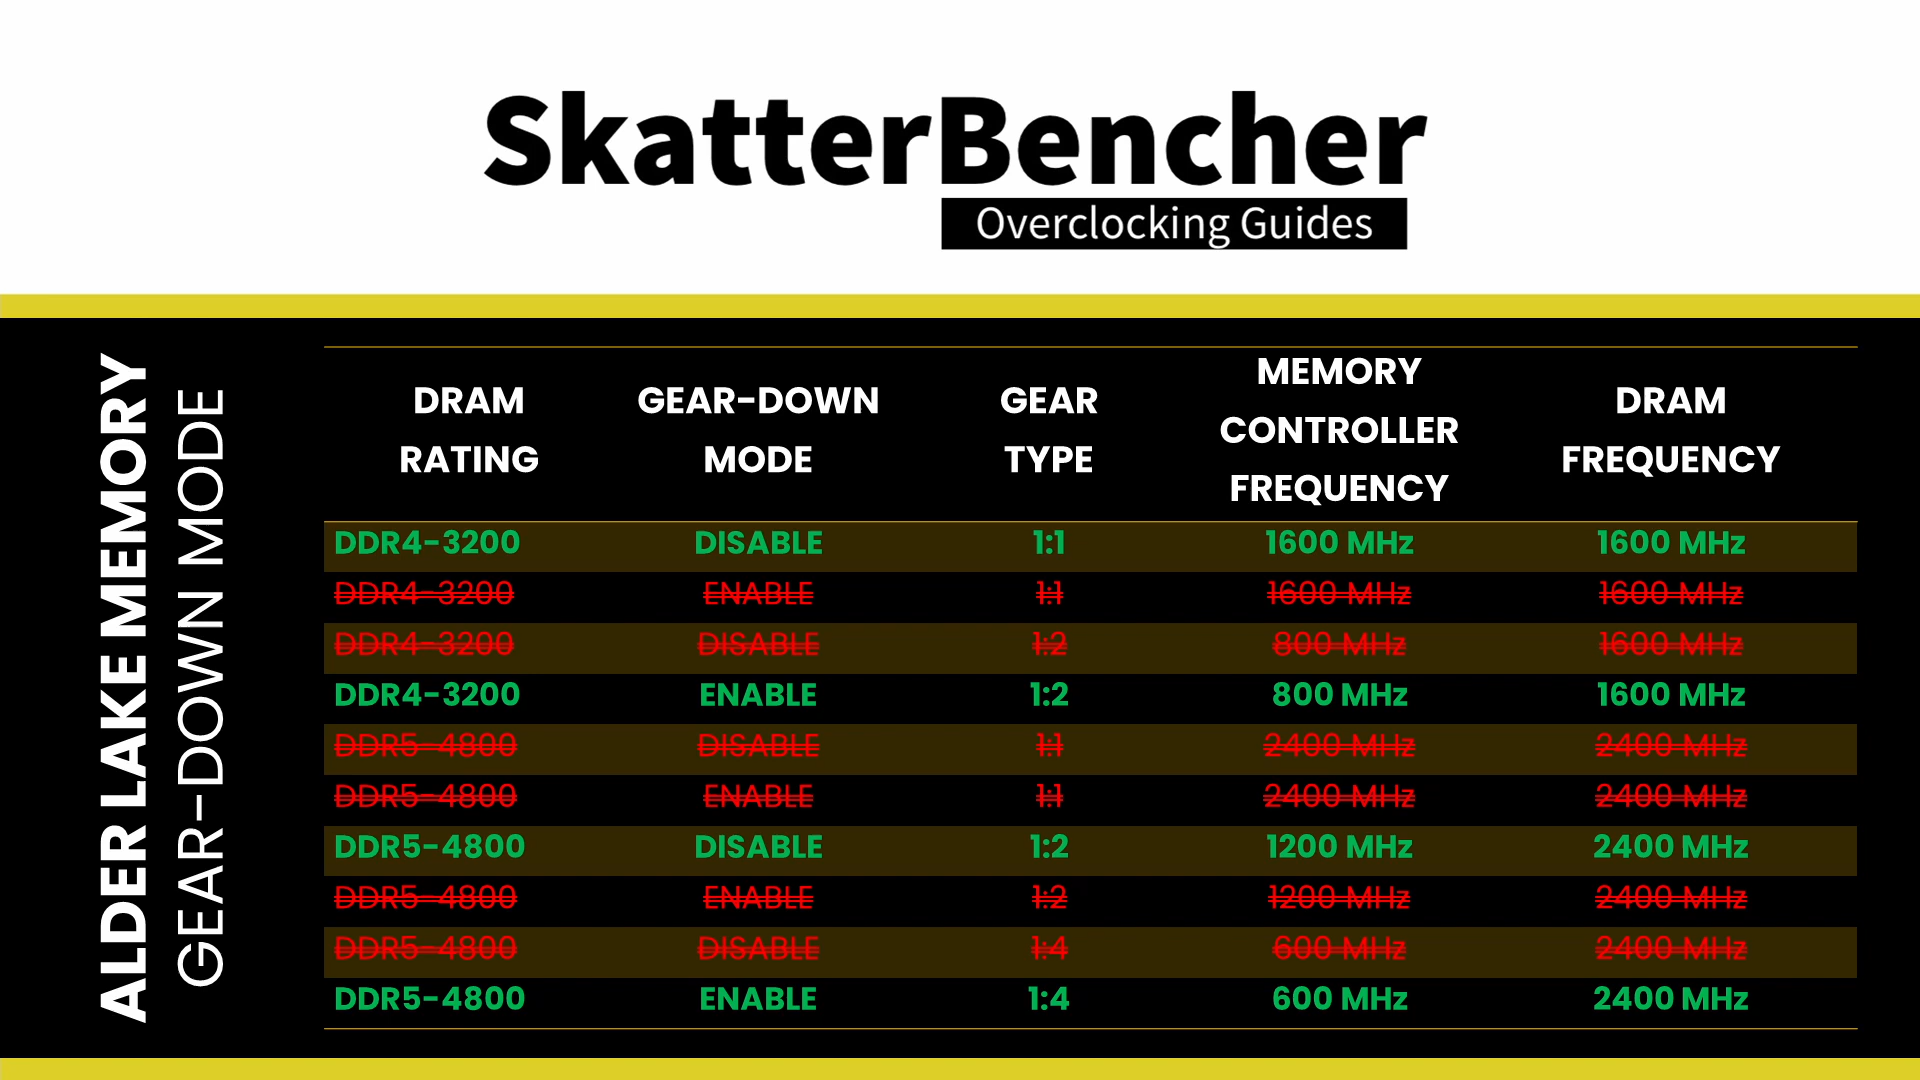 SkatterBencher
Overclocking Guides
ALDER LAKE MEMORY
GEAR-DOWN MODE
DRAM RATING GEAR-DOWN MODE GEAR TYPE MEMORY CONTROLLER FREQUENCY DRAM FREQUENCY
DDR4-3200 DISABLE 1:1 1600 MHz 1600 MHz
DDR4-3200 ENABLE 1:1 1600 MHz 1600 MHz
DDR4-3200 DISABLE 1:2 800 MHz 1600 MHz
DDR4-3200 ENABLE 1:2 800 MHz 1600 MHz
DDR5-4800 DISABLE 1:1 2400 MHz 2400 MHz
DDR5-4800 ENABLE 1:1 2400 MHz 2400 MHz
DDR5-4800 DISABLE 1:2 1200 MHz 2400 MHz
DDR5-4800 ENABLE 1:2 1200 MHz 2400 MHz
DDR5-4800 DISABLE 1:4 600 MHz 2400 MHz
DDR5-4800 ENABLE 1:4 600 MHz 2400 MHz